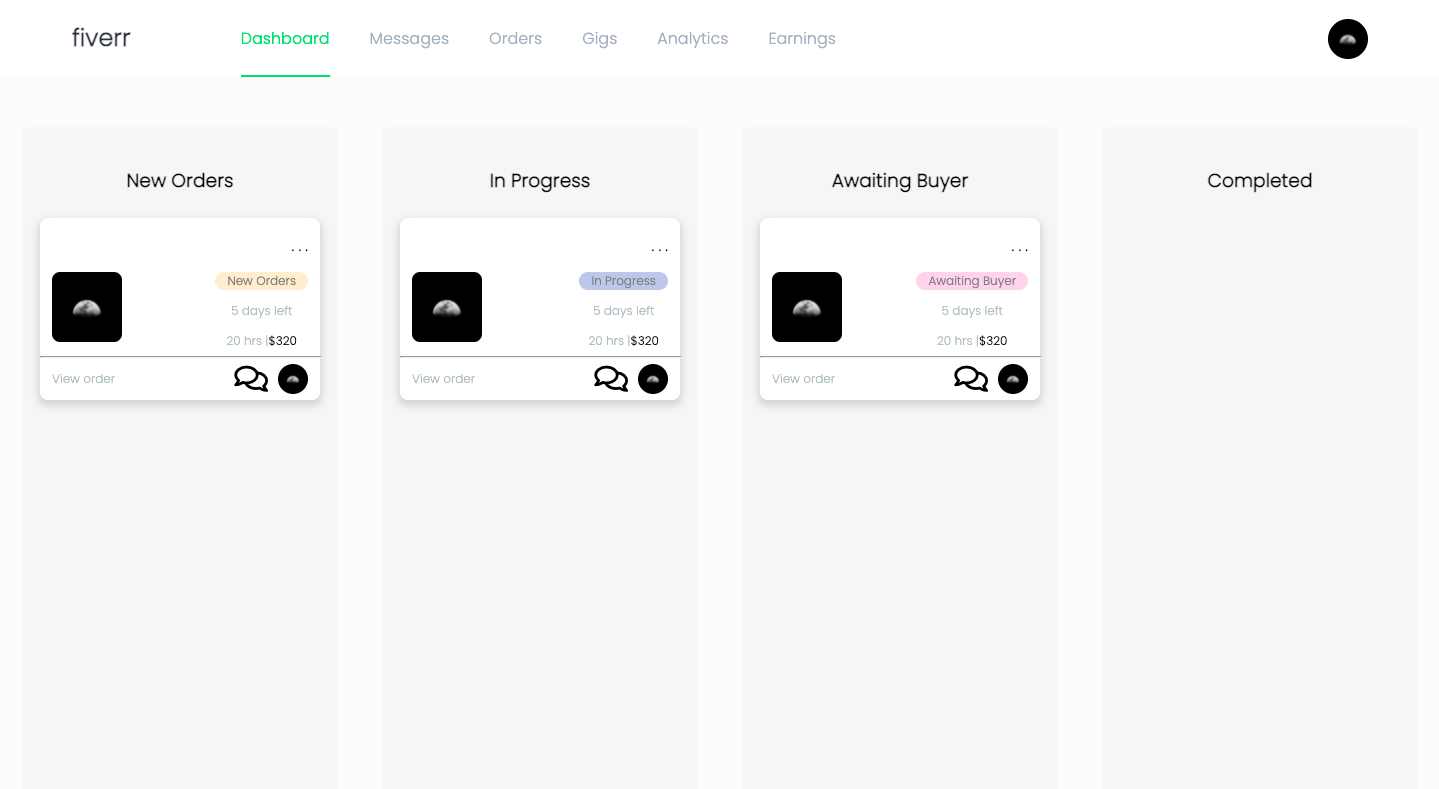 fiverr
Dashboard Messages Orders Gigs Analytics Earnings
New Orders
...
New Orders
5 days left
20 hrs |$320
View order
In Progress
...
In Progress
5 days left
20 hrs |$320
View order
Awaiting Buyer
...
Awaiting Buyer
5 days left
20 hrs |$320
View order
Completed